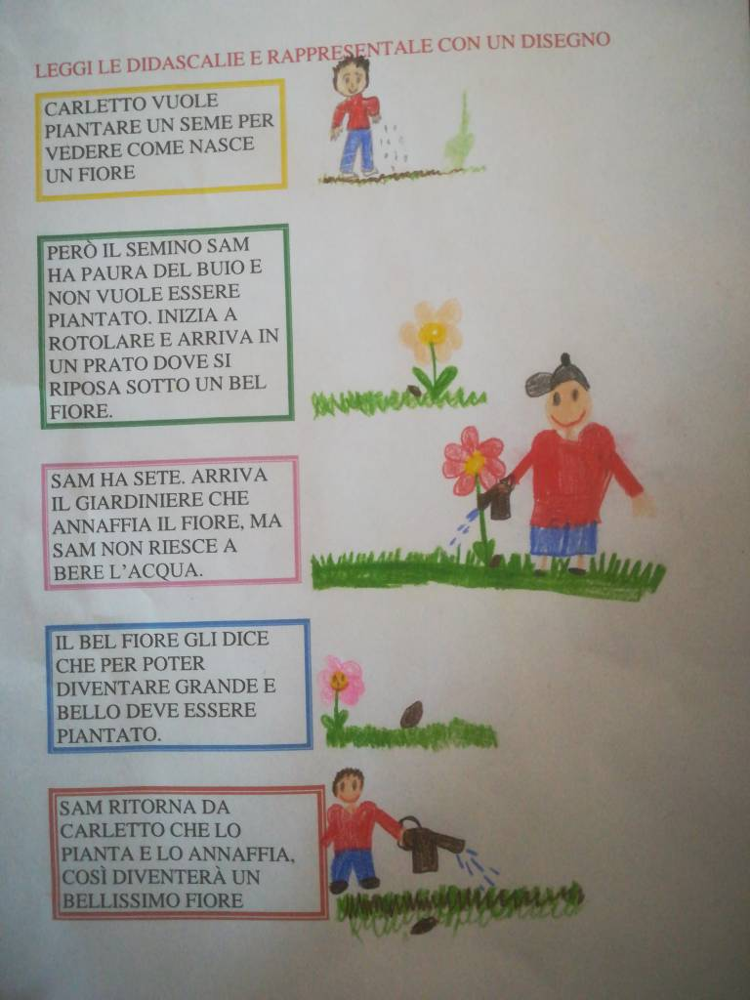 LEGGI LE DIDASCALIE E RAPPRESENTALE CON UN DISEGNO
CARLETTO VUOLE
PIANTARE UN SEME PER
VEDERE COME NASCE
UN FIORE
PERÒ IL SEMINO SAM
HA PAURA DEL BUIO E
NON VUOLE ESSERE
PIANTATO. INIZIA A
ROTOLARE E ARRIVA IN
UN PRATO DOVE SI
RIPOSA SOTTO UN BEL
FIORE.
SAM HA SETE. ARRIVA
IL GIARDINIERE CHE
ANNAFFIA IL FIORE, MA
SAM NON RIESCE A
BERE L'ACQUA.
IL BEL FIORE GLI DICE
CHE PER POTER
DIVENTARE GRANDE E
BELLO DEVE ESSERE
PIANTATO.
SAM RITORNA DA
CARLETTO CHE LO
PIANTA E LO ANNAFFIA,
COSÌ DIVENTERÀ UN
BELLISSIMO FIORE